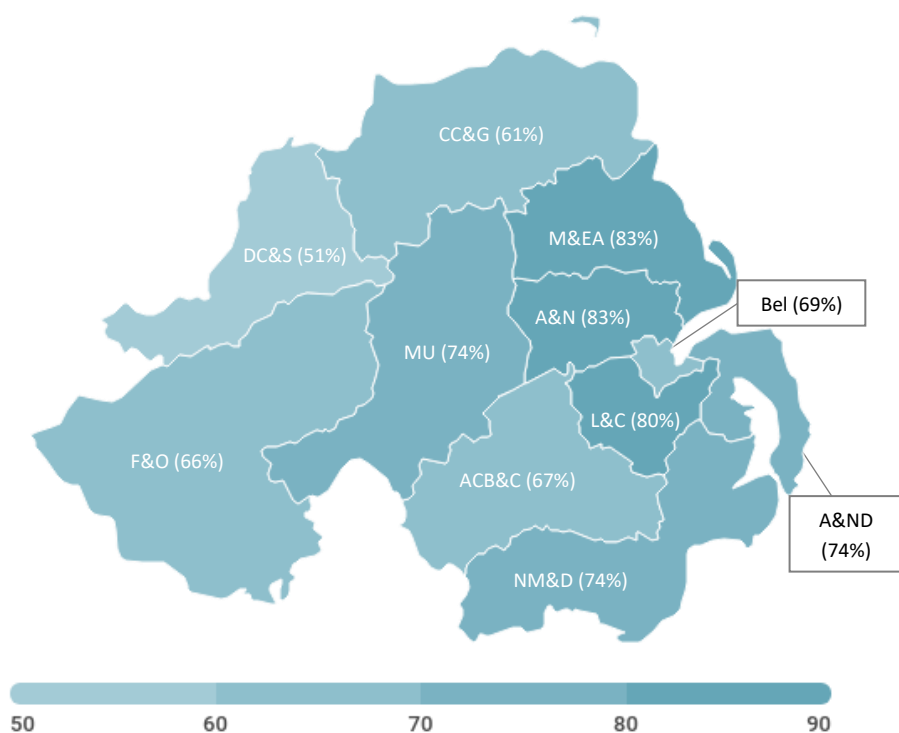 CC&G (61%)
M&EA (83%)
DC&S (51%)
Bel (69%)
A&N (83%)
MU (74%)
L&C (80%)
F&O (66%)
ACB&C (67%)
A&ND
(74%)
NM&D (74%)
50 60 70 80 90